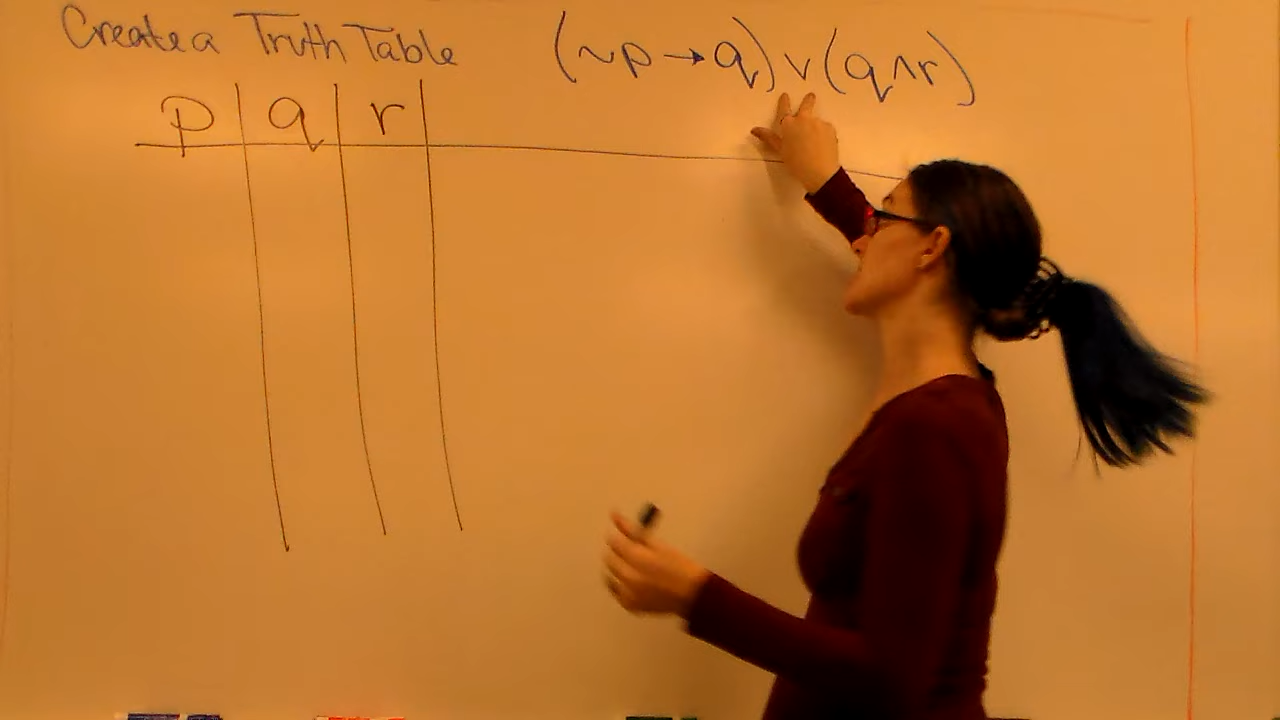 Create a Truth Table (~p→q)∨(q∧r)
p q r